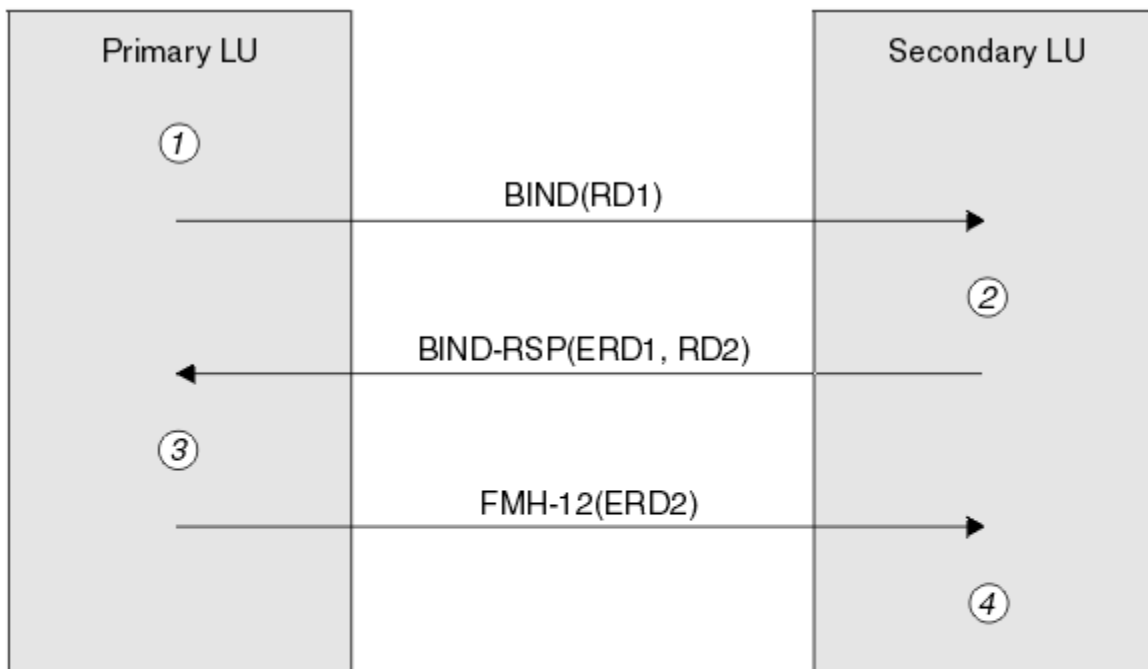 Primary LU
Secondary LU
1
BIND(RD1)
2
BIND-RSP(ERD1, RD2)
3
FMH-12(ERD2)
4